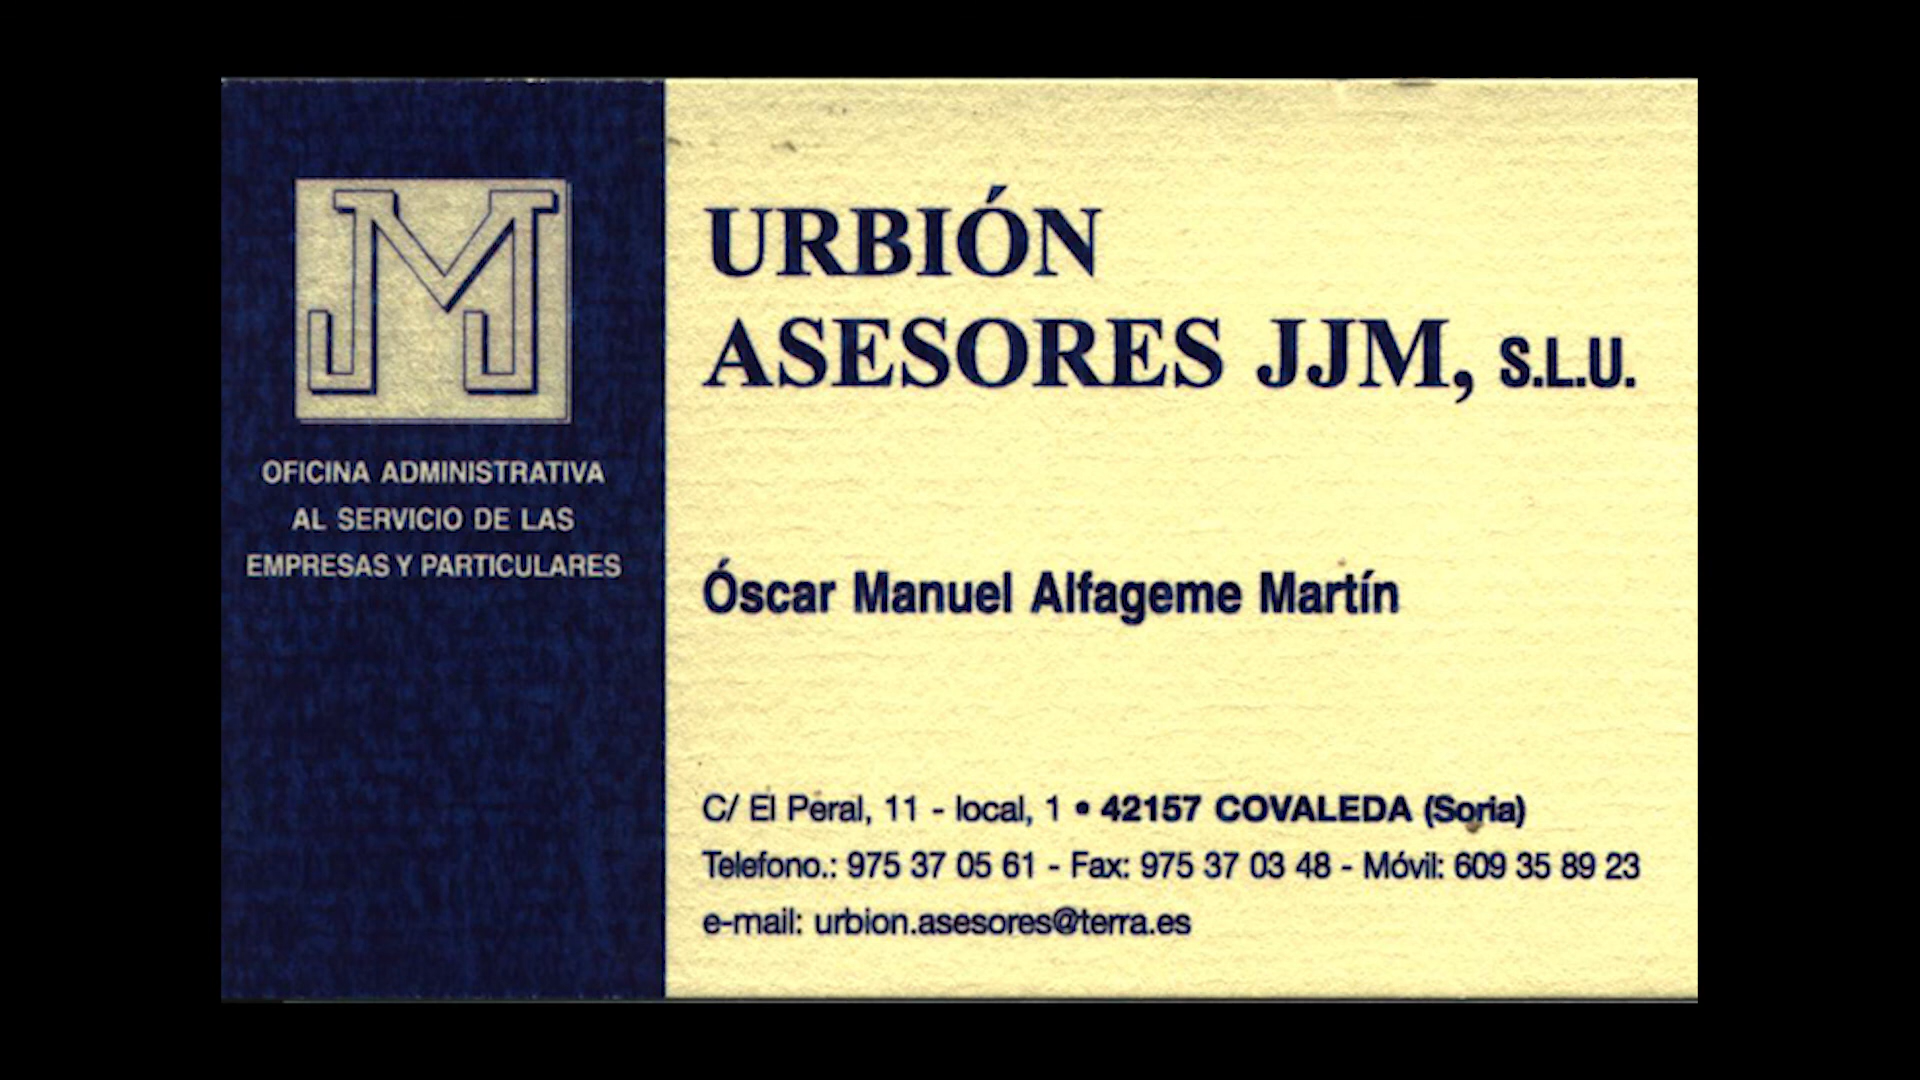 JJM
OFICINA ADMINISTRATIVA
AL SERVICIO DE LAS
EMPRESAS Y PARTICULARES
URBIÓN
ASESORES JJM, S.L.U.
Óscar Manuel Alfageme Martín
C/ El Peral, 11 - local, 1 • 42157 COVALEDA (Soria)
Telefono.: 975 37 05 61 - Fax: 975 37 03 48 - Móvil: 609 35 89 23
e-mail: urbion.asesores@terra.es